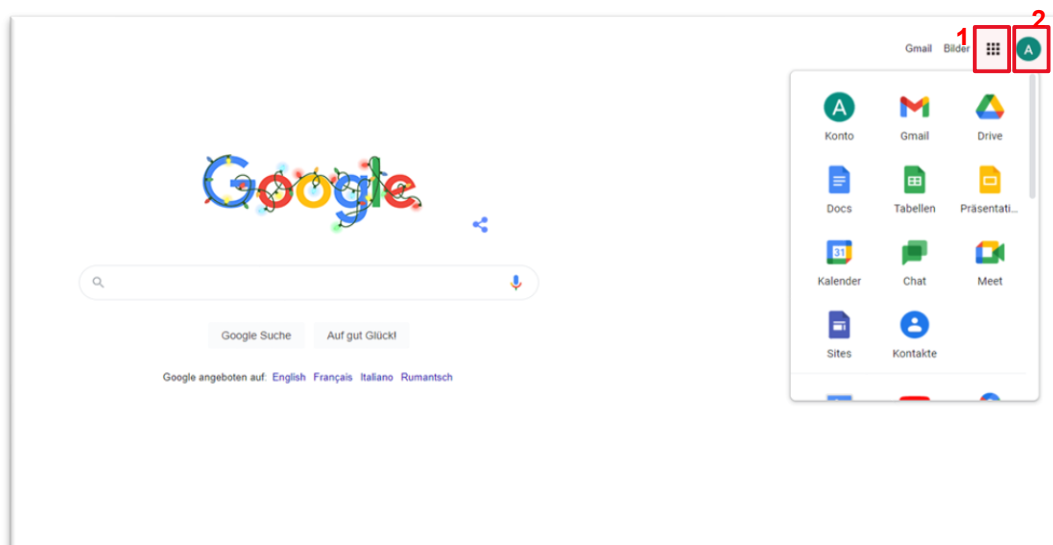 2
1
Gmail Bilder
A
A
Konto Gmail Drive
Google
Docs Tabellen Präsentati...
31
Kalender Chat Meet
Google Suche Auf gut Glück!
Sites Kontakte
Google angeboten auf: English Français Italiano Rumantsch